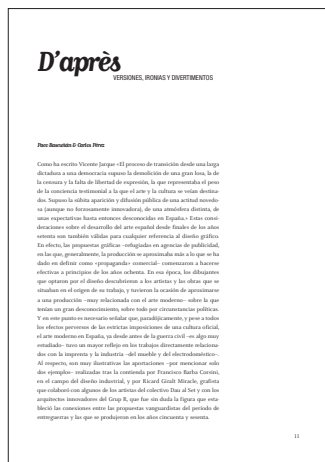 D'après
VERSIONES, IRONIAS Y DIVERTIMENTOS
Paco Bascuñán & Carlos Pérez
Como ha escrito Vicente Jarque «El proceso de transición desde una larga
dictadura a una democracia «supuso la demolición de una gran losa, la de
la censura y la falta de libertad de expresión, la que representaba el peso
de la conciencia testimonial a la que el arte y la cultura se veían destina-
dos. Supuso la súbita aparición y difusión pública de una actitud novedo-
sa (aunque no forzosamente innovadora), de una atmósfera distinta, de
unas expectativas hasta entonces desconocidas en España.» Estas consi-
deraciones sobre el desarrollo del arte español desde finales de los años
setenta son también válidas para cualquier referencia al diseño gráfico.
En efecto, las propuestas gráficas –refugiadas en agencias de publicidad,
en las que, generalmente, la producción se aproximaba más a lo que se ha
dado en definir como «propaganda» comercial– comenzaron a hacerse
efectivas a principios de los años ochenta. En esa época, los dibujantes
que optaron por el diseño descubrieron a los artistas y las obras que se
situaban en el origen de su trabajo, y tuvieron la ocasión de aproximarse
a una producción –muy relacionada con el arte moderno– sobre la que
tenían un gran desconocimiento, sobre todo por circunstancias políticas.
Y en este punto es necesario señalar que, paradójicamente, y pese a todos
los efectos perversos de las estrictas imposiciones de una cultura oficial,
el arte moderno en España, ya desde antes de la guerra civil –es algo muy
estudiado– tuvo un mayor reflejo en los trabajos directamente relaciona-
dos con la imprenta y la industria –del mueble y del electrodoméstico–.
Al respecto, son muy ilustrativas las aportaciones –por mencionar solo
dos ejemplos– realizadas tras la contienda por Francisco Barba Corsini,
en el campo del diseño industrial, y por Ricard Giralt Miracle, grafista
que colaboró con algunos de los artistas del colectivo Dau al Set y con los
arquitectos innovadores del Grup R, que fue sin duda la figura que esta-
bleció las conexiones entre las propuestas vanguardistas del período de
entreguerras y las que se produjeron en los años cincuenta y sesenta.
11